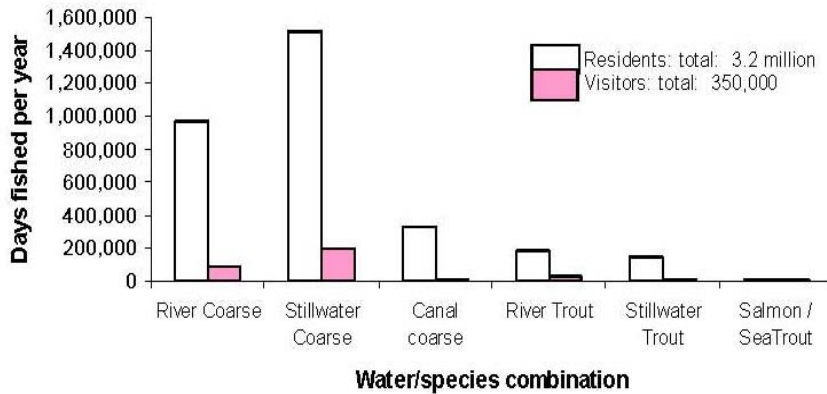 1,600,000
1,400,000
1,200,000
1,000,000
800,000
600,000
400,000
200,000
0
Days fished per year
Residents: total: 3.2 million
Visitors: total: 350,000
River Coarse
Stillwater
Coarse
Canal
coarse
River Trout
Stillwater
Trout
Salmon /
SeaTrout
Water/species combination